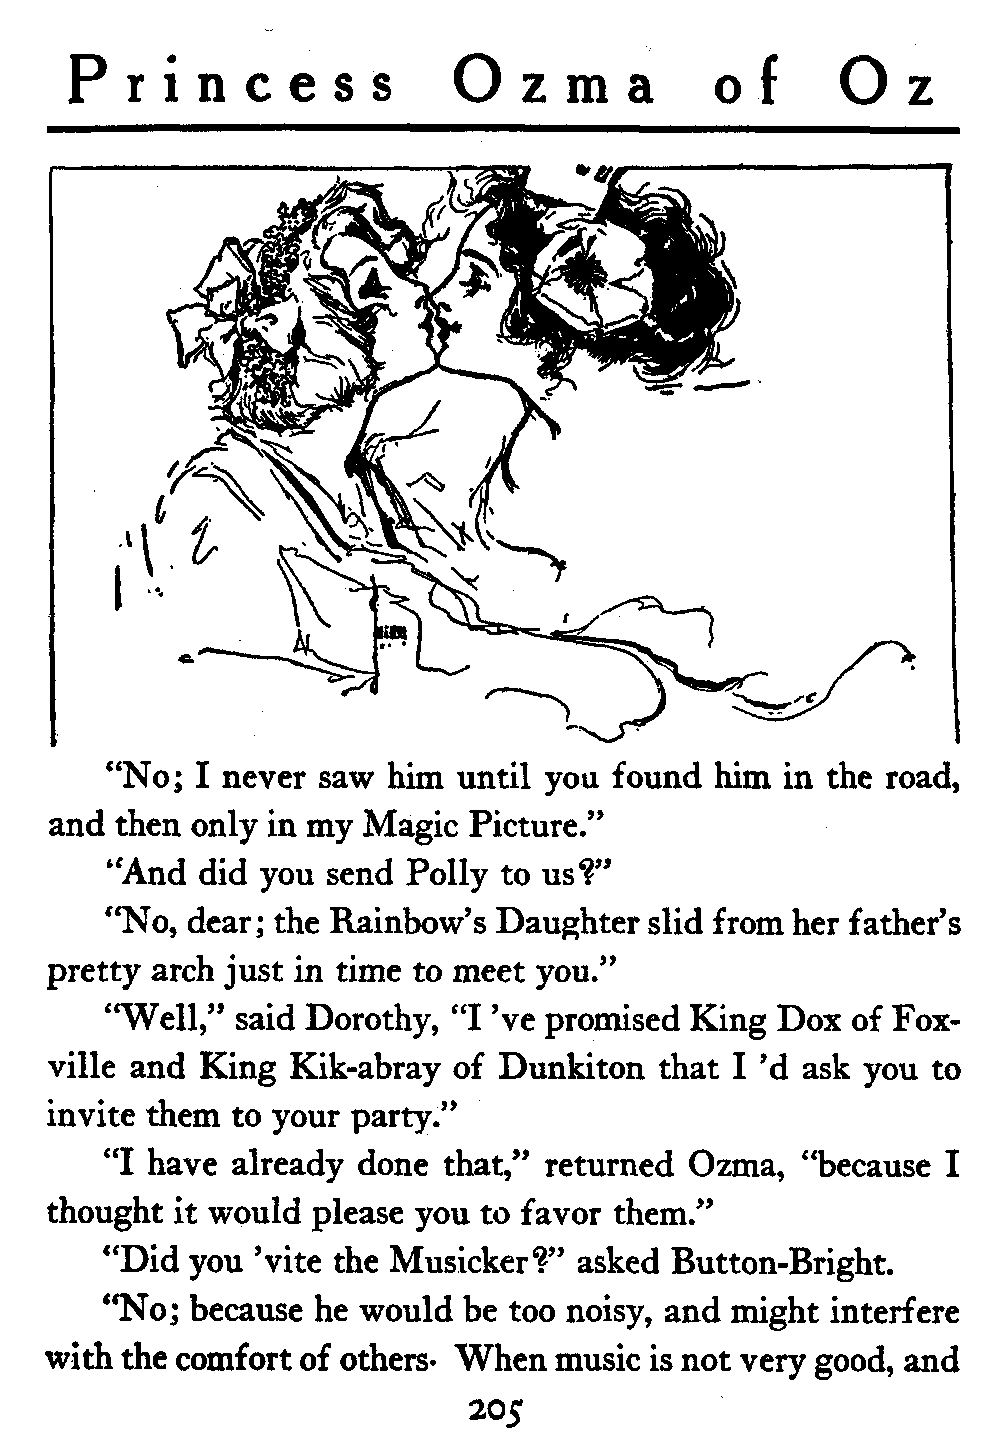 Princess Ozma of Oz
“No; I never saw him until you found him in the road,
and then only in my Magic Picture.”
“And did you send Polly to us?”
“No, dear; the Rainbow’s Daughter slid from her father’s
pretty arch just in time to meet you.”
“Well,” said Dorothy, “I ’ve promised King Dox of Fox-
ville and King Kik-abray of Dunkiton that I ’d ask you to
invite them to your party.”
“I have already done that,” returned Ozma, “because I
thought it would please you to favor them.”
“Did you ’vite the Musicker?” asked Button-Bright.
“No; because he would be too noisy, and might interfere
with the comfort of others. When music is not very good, and
205